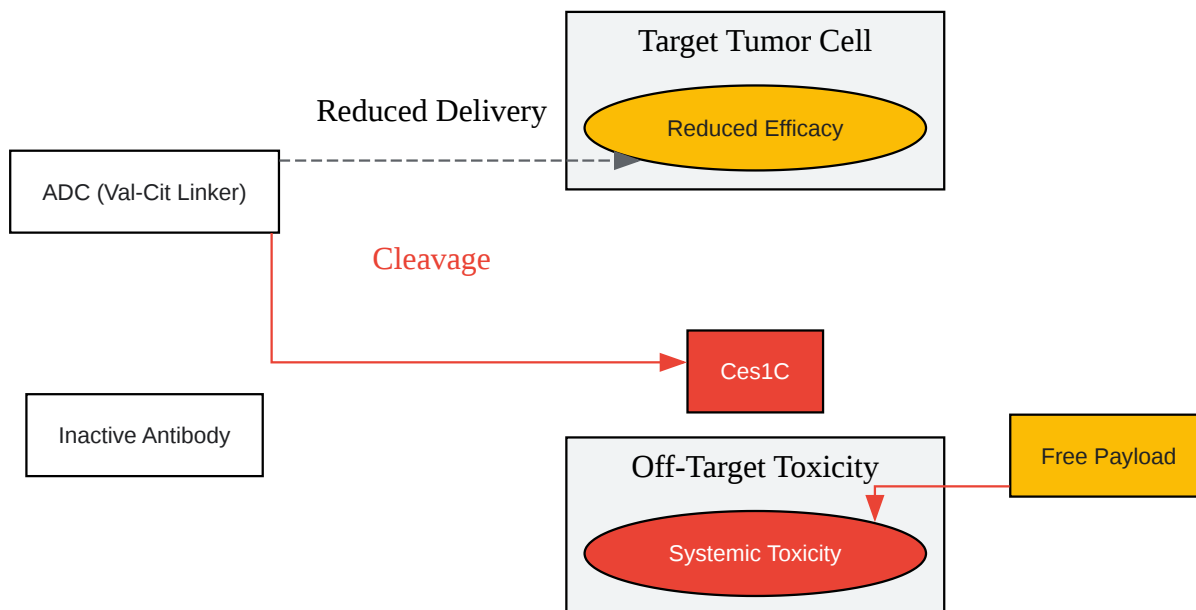 Target Tumor Cell
Reduced Delivery
Reduced Efficacy
ADC (Val-Cit Linker)
Cleavage
Ces1C
Inactive Antibody
Off-Target Toxicity
Free Payload
Systemic Toxicity